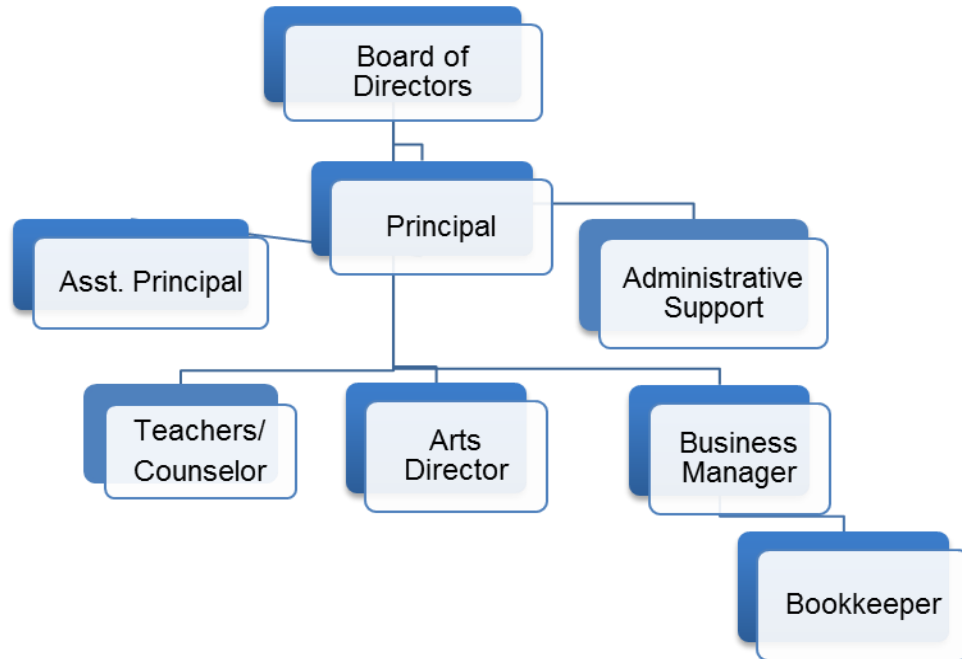 Board of
Directors
Principal
Asst. Principal
Administrative
Support
Teachers/
Counselor
Arts
Director
Business
Manager
Bookkeeper